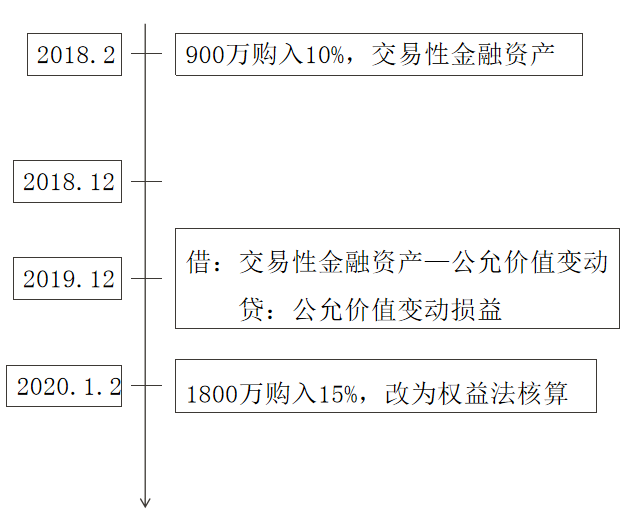 2018.2
900万购入10%，交易性金融资产
2018.12
2019.12
借：交易性金融资产—公允价值变动
贷：公允价值变动损益
2020.1.2
1800万购入15%，改为权益法核算